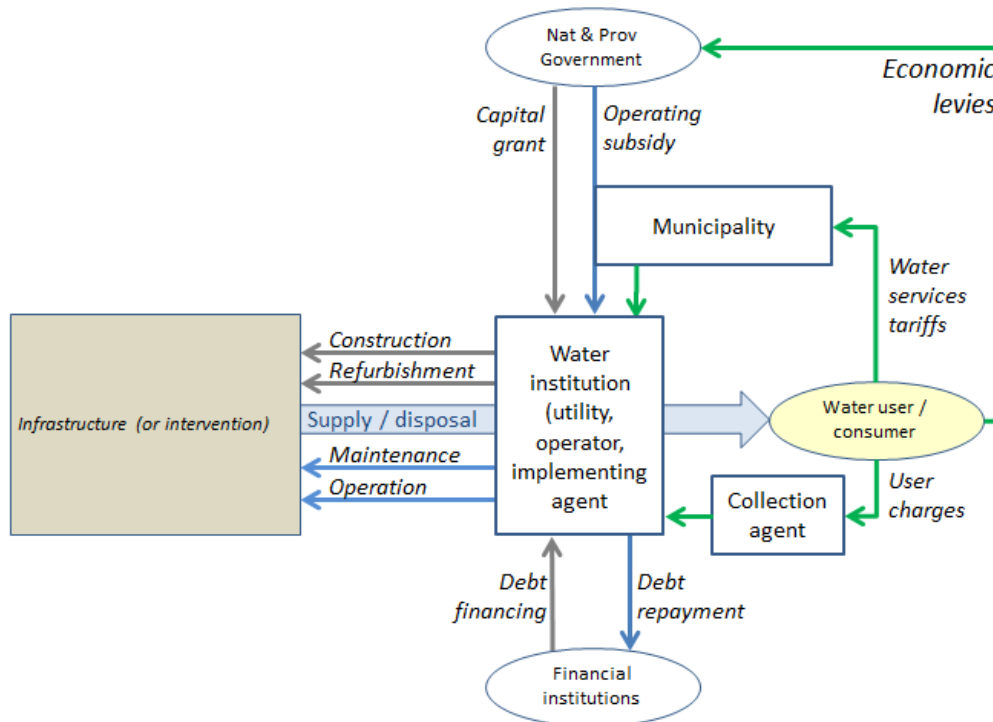 Nat & Prov
Government
Economic
levies
Capital
grant
Operating
subsidy
Municipality
Water
services
tariffs
Construction
Refurbishment
Infrastructure (or intervention)
Supply / disposal
Maintenance
Operation
Water
institution
(utility,
operator,
implementing
agent
Water user /
consumer
User
charges
Collection
agent
Debt
financing
Debt
repayment
Financial
institutions